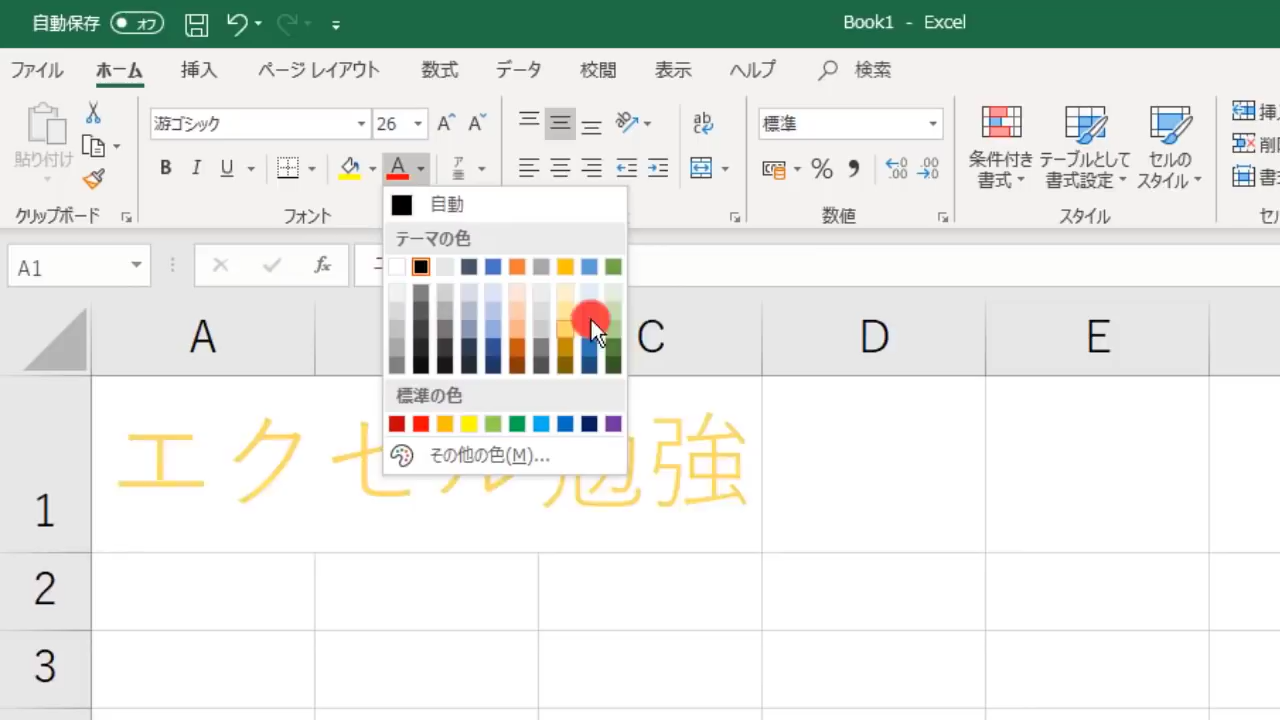 自動保存 オフ
Book1 - Excel
ファイル ホーム 挿入 ページ レイアウト 数式 データ 校閲 表示 ヘルプ 検索
貼り付け
クリップボード
游ゴシック 26 A A
B I U A
フォント
ab
標準
% 数値
条件付き
書式
テーブルとして
書式設定
セルの
スタイル
スタイル
自動
テーマの色
標準の色
その他の色(M)...
A1
fx
A C D E
1
エクセル勉強
2
3